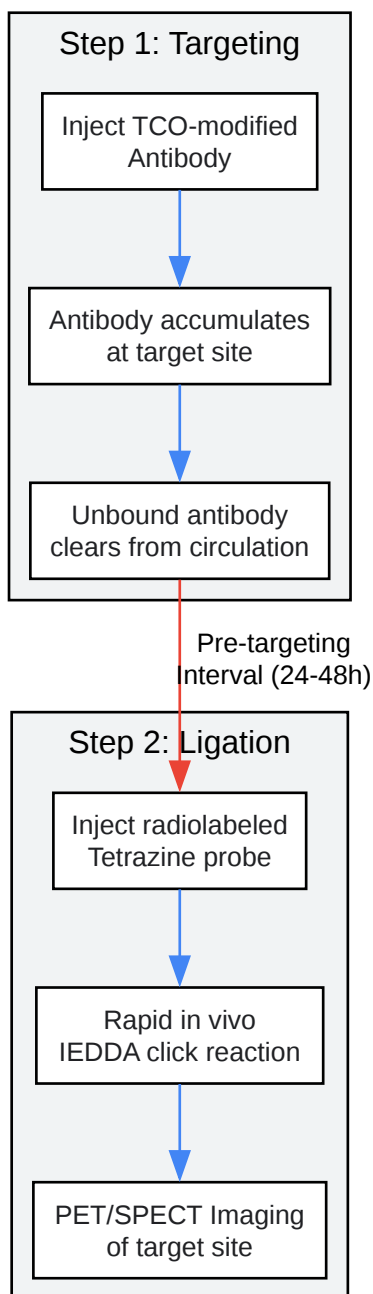 Step 1: Targeting
Inject TCO-modified
Antibody
Antibody accumulates
at target site
Unbound antibody
clears from circulation
Pre-targeting
Interval (24-48h)
Step 2: Ligation
Inject radiolabeled
Tetrazine probe
Rapid in vivo
IEDDA click reaction
PET/SPECT Imaging
of target site